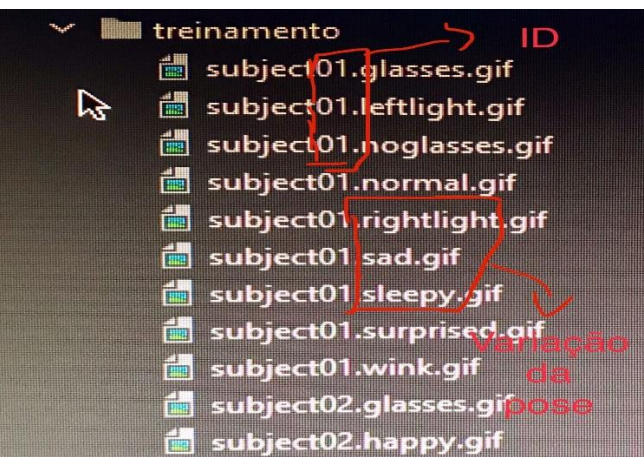 treinamento
ID
subject01.glasses.gif
subject01.leftlight.gif
subject01.noglasses.gif
subject01.normal.gif
subject01.rightlight.gif
subject01.sad.gif
subject01.sleepy.gif
subject01.surprised.gif
Variação
subject01.wink.gif
da
subject02.glasses.gif
pose
subject02.happy.gif